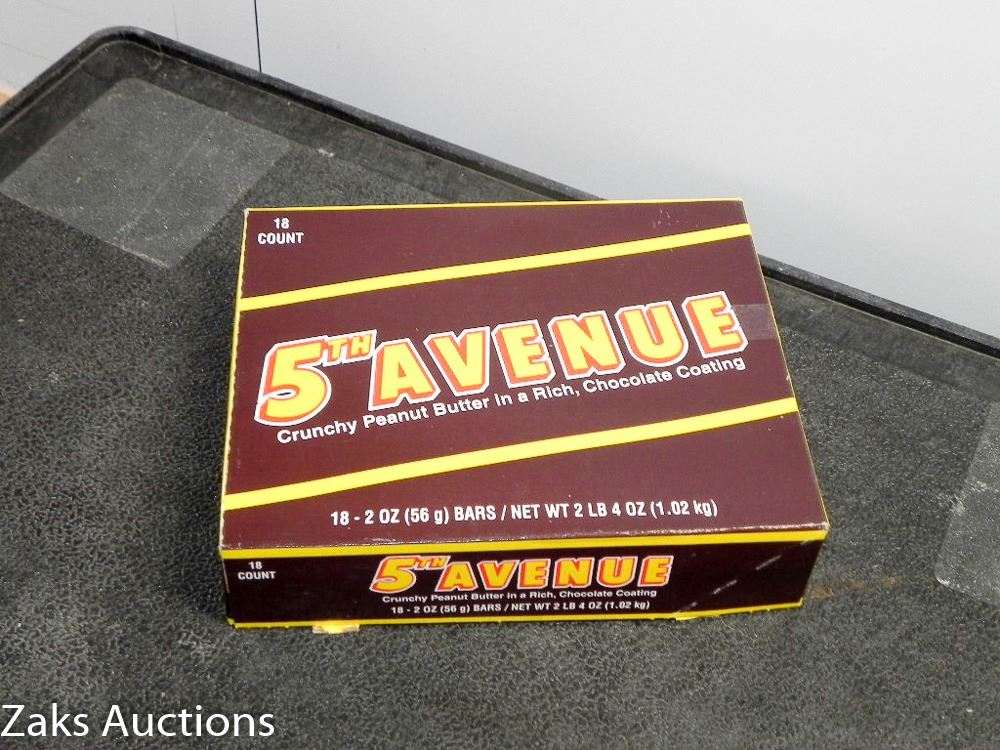 18
COUNT
5TH AVENUE
Crunchy Peanut Butter in a Rich, Chocolate Coating
18 - 2 OZ (56 g) BARS / NET WT 2 LB 4 OZ (1.02 kg)
18
COUNT
5TH AVENUE
Crunchy Peanut Butter in a Rich, Chocolate Coating
18 - 2 OZ (56 g) BARS / NET WT 2 LB 4 OZ (1.02 kg)
Zaks Auctions